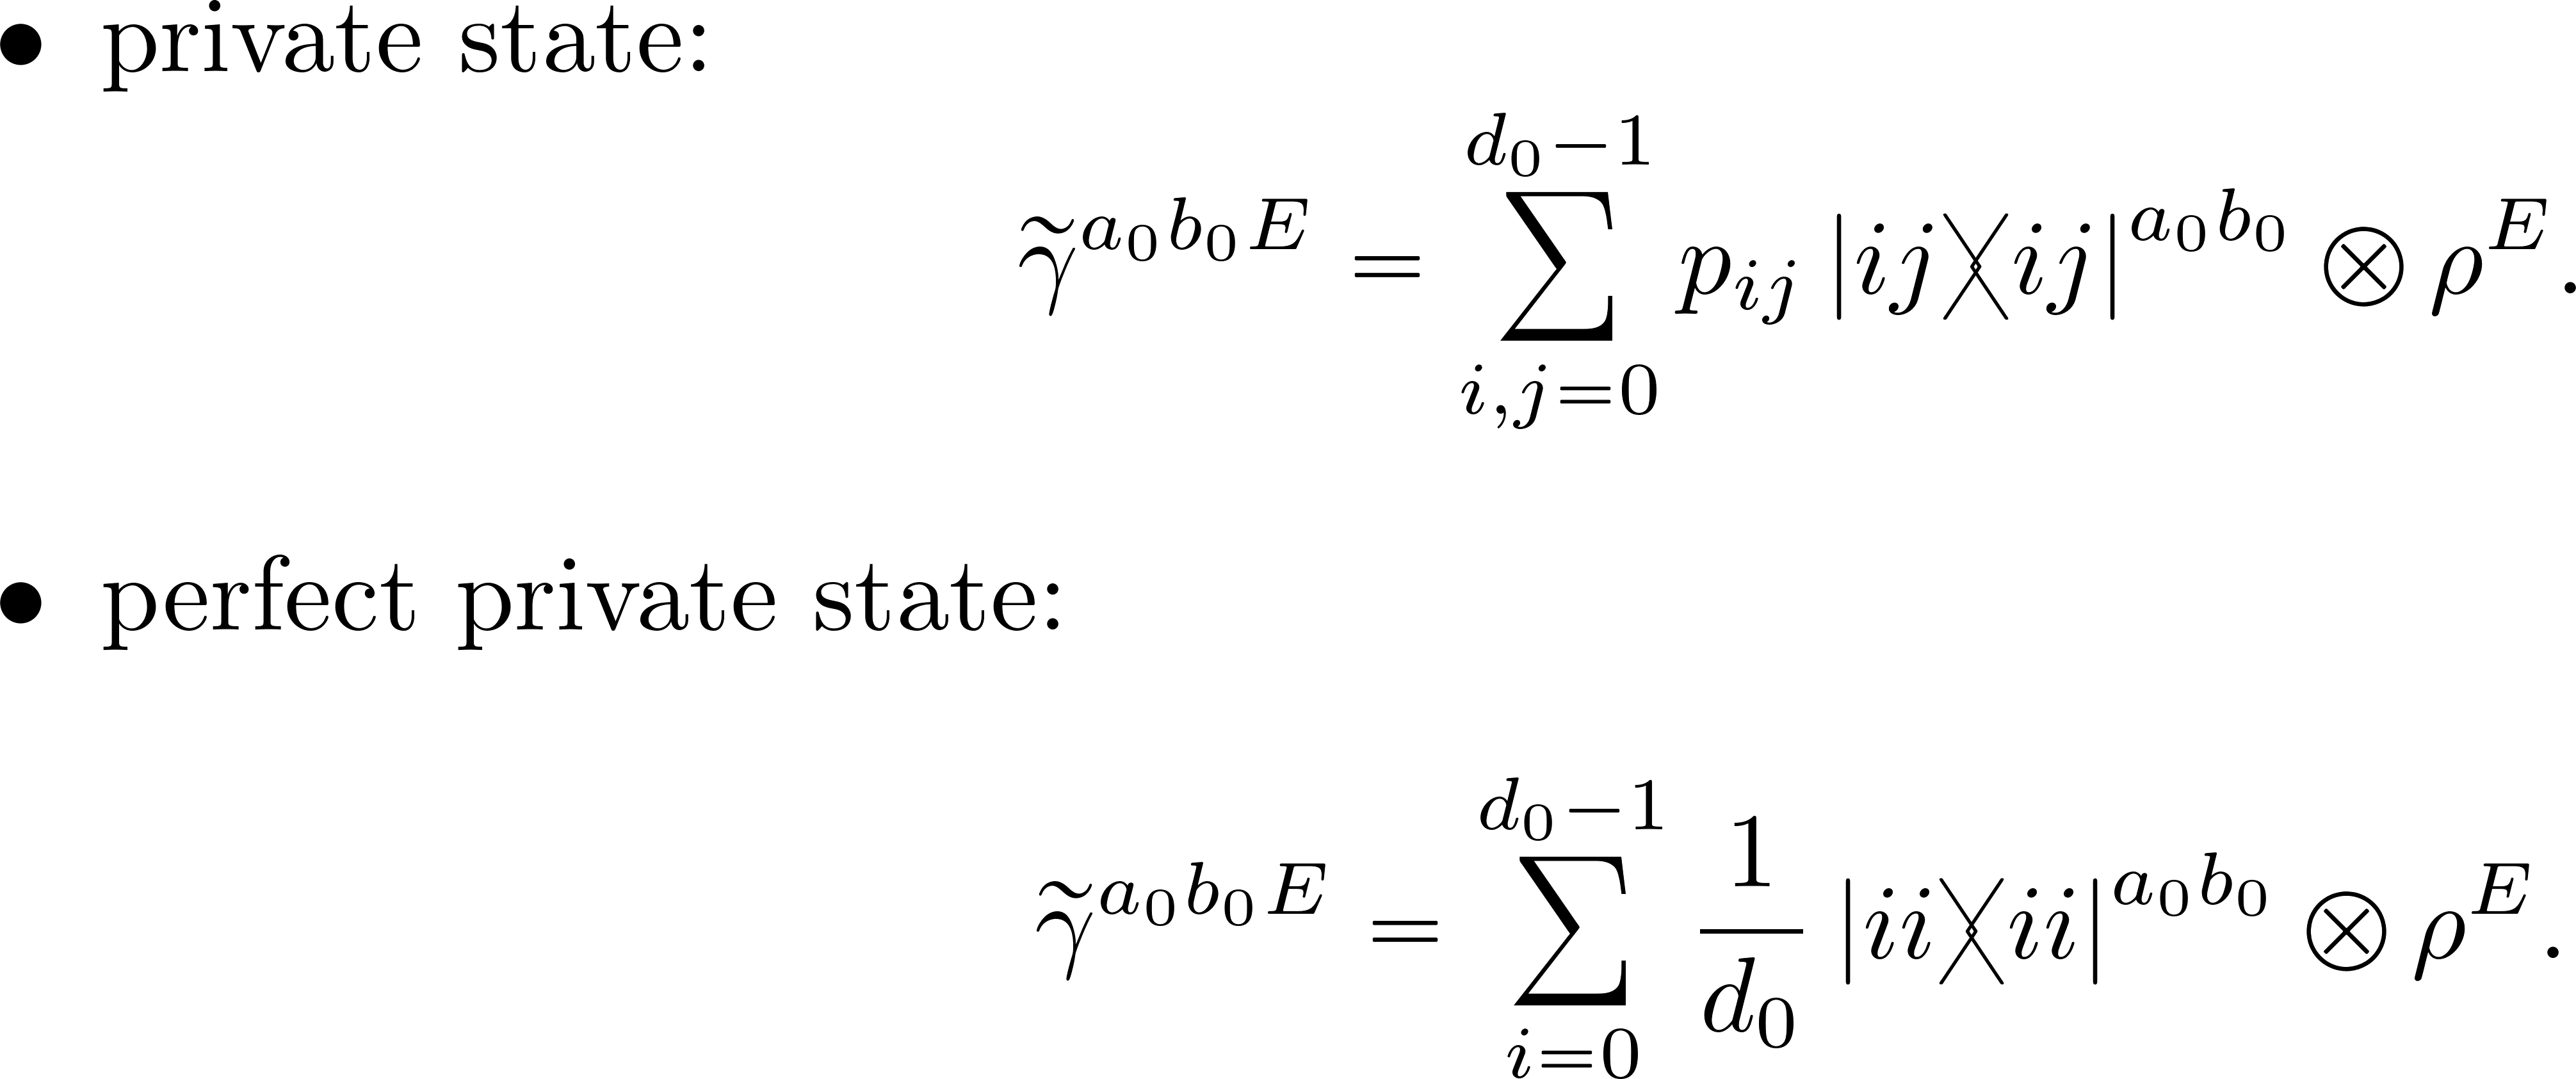 • private state:
$\widetilde{\gamma}^{a_0 b_0 E} = \sum_{i,j=0}^{d_0-1} p_{ij} \, |ij\rangle\!\langle ij|^{a_0 b_0} \otimes \rho^E.$
• perfect private state:
$\widetilde{\gamma}^{a_0 b_0 E} = \sum_{i=0}^{d_0-1} \frac{1}{d_0} \, |ii\rangle\!\langle ii|^{a_0 b_0} \otimes \rho^E.$